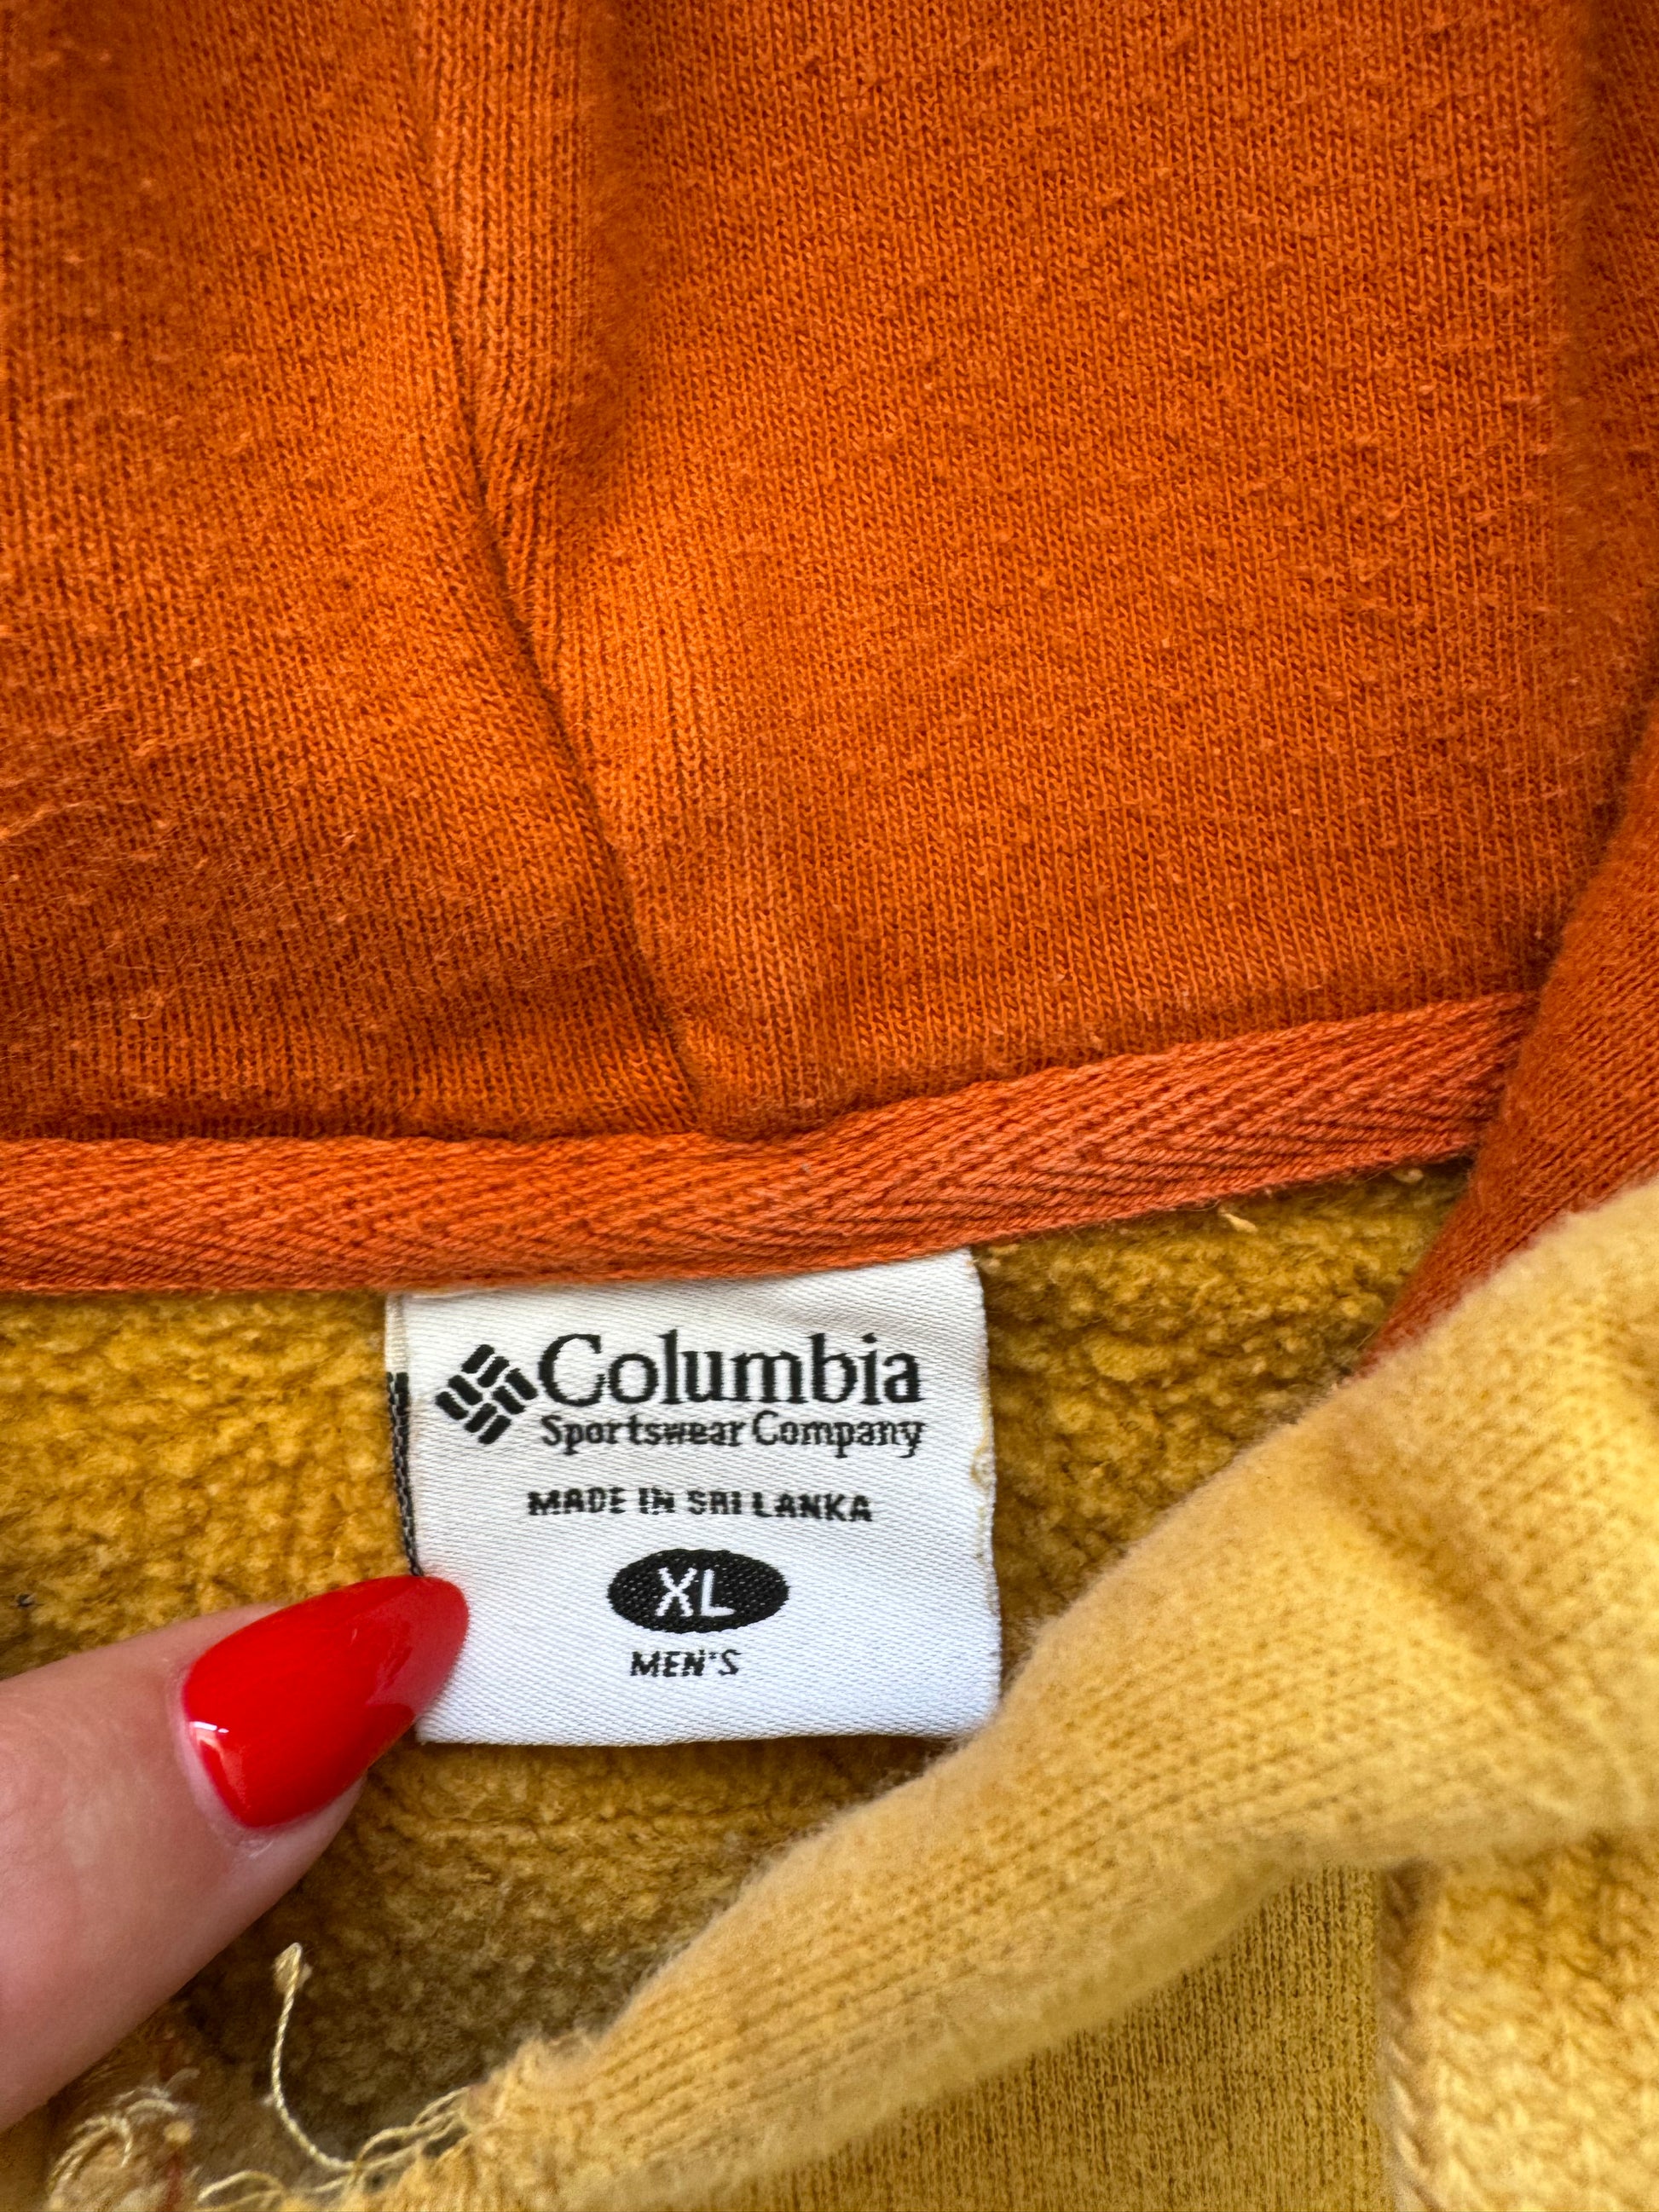 Columbia
Sportswear Company
MADE IN SRI LANKA
XL
MEN'S